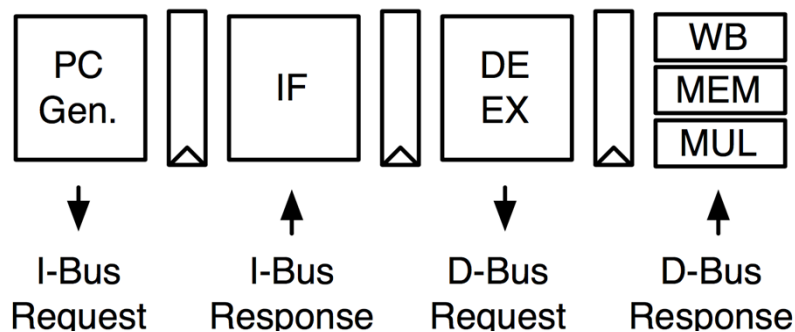 PC
Gen.
IF
DE
EX
WB
MEM
MUL
I-Bus
Request
I-Bus
Response
D-Bus
Request
D-Bus
Response